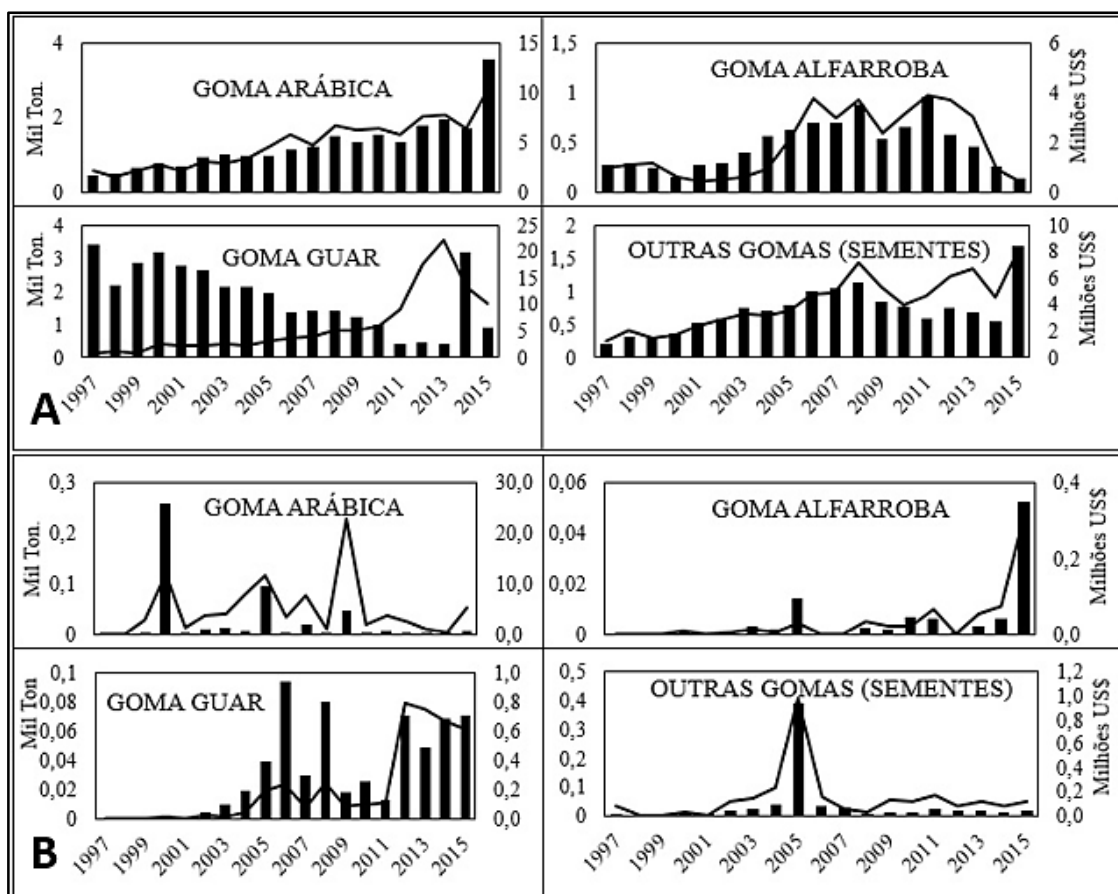 4 15 1,5 6
GOMA ARÁBICA GOMA ALFARROBA
3 10 1 4
2 5 0,5 2
0 0 0 0
Mil Ton. Milhões US$
4 25 2 10
GOMA GUAR OUTRAS GOMAS (SEMENTES)
3 20 1,5 8
2 15 1 6
1 10 0,5 4
5 2
0 0 0 0
Milhões US$
1997 1999 2001 2003 2005 2007 2009 2011 2013 2015 1997 1999 2001 2003 2005 2007 2009 2011 2013 2015
A
0,3 30,0 0,06 0,4
GOMA ARÁBICA GOMA ALFARROBA
0,2 20,0 0,04
0,2
0,1 10,0 0,02
0 0,0 0 0,0
Mil Ton. Milhões US$
0,1 1,0 0,5 1,2
GOMA GUAR OUTRAS GOMAS (SEMENTES)
0,08 0,8 0,4 1,0
0,06 0,6 0,3 0,8
0,04 0,4 0,2 0,6
0,02 0,2 0,1 0,4
0,2
0 0,0 0 0,0
Mil Ton Milhões US$
1997 1999 2001 2003 2005 2007 2009 2011 2013 2015 1997 1999 2001 2003 2005 2007 2009 2011 2013 2015
B